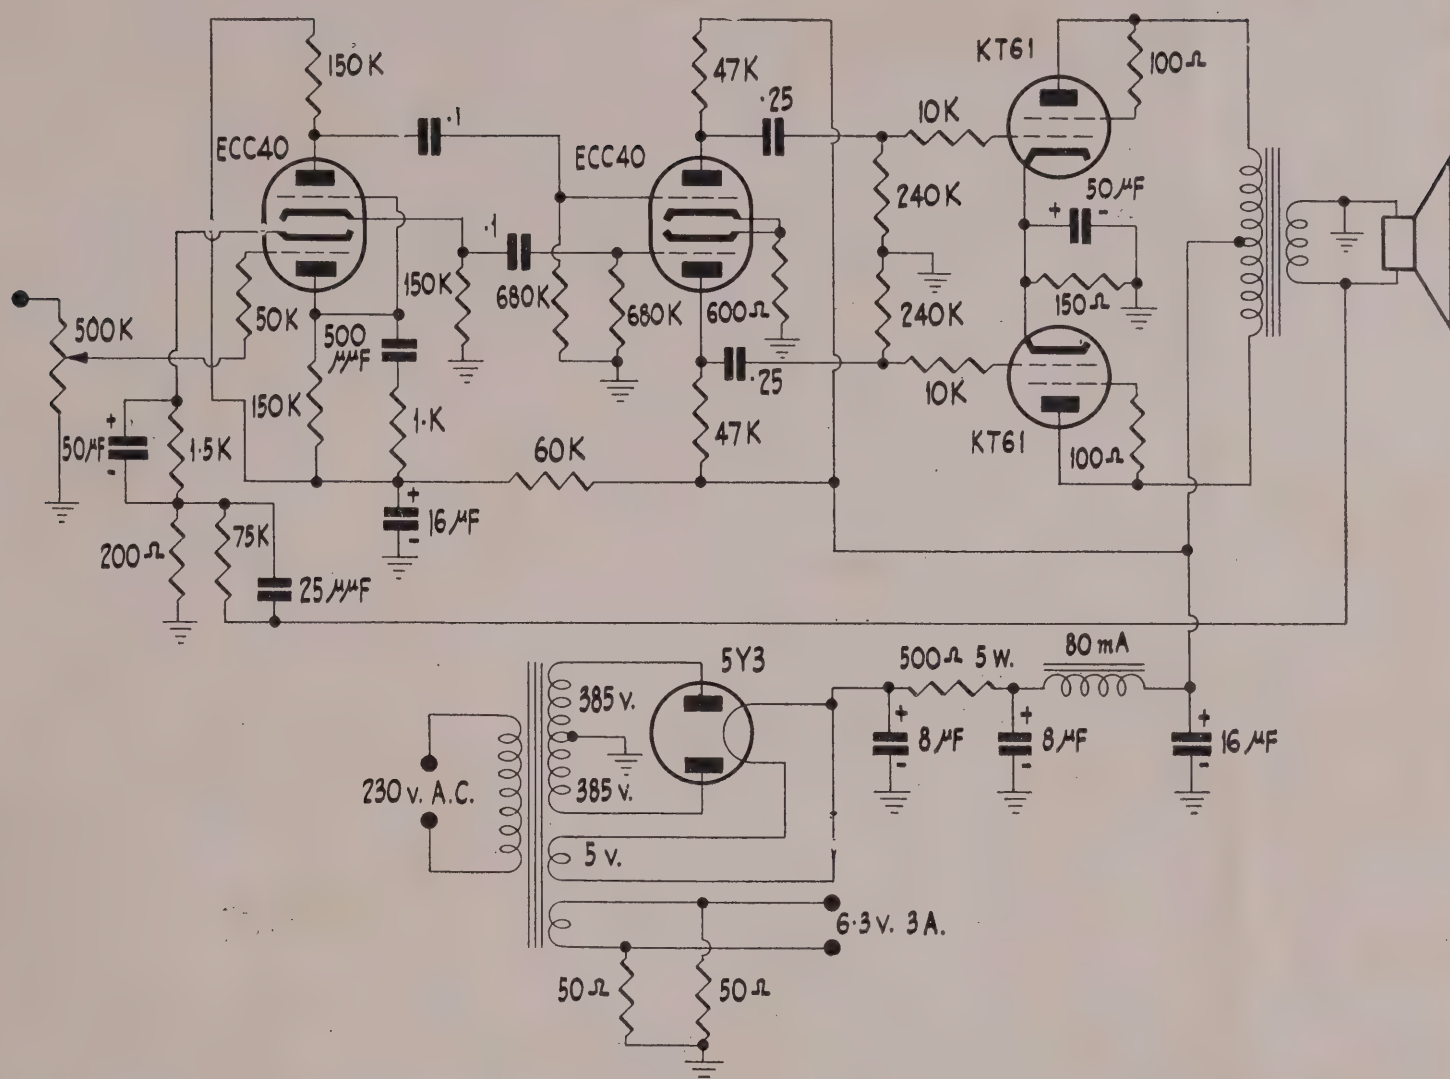 KT61
150K
47K
100Ω
.1
·25
10K
ECC40
ECC40
50μF
+ -
240K
.1
500K
50K
500
μμF
150K
680K
680K
600Ω
150Ω
240K
·25
10K
150K
1·K
47K
KT61
+
50μF
-
1·5K
60K
100Ω
+
16μF
-
75K
200Ω
25μμF
5Y3
500Ω 5 W.
80 mA
385 v.
+
8μF
-
+
8μF
-
+
16μF
-
230 v. A.C.
385 v.
5 v.
6·3 v. 3 A.
50Ω
50Ω